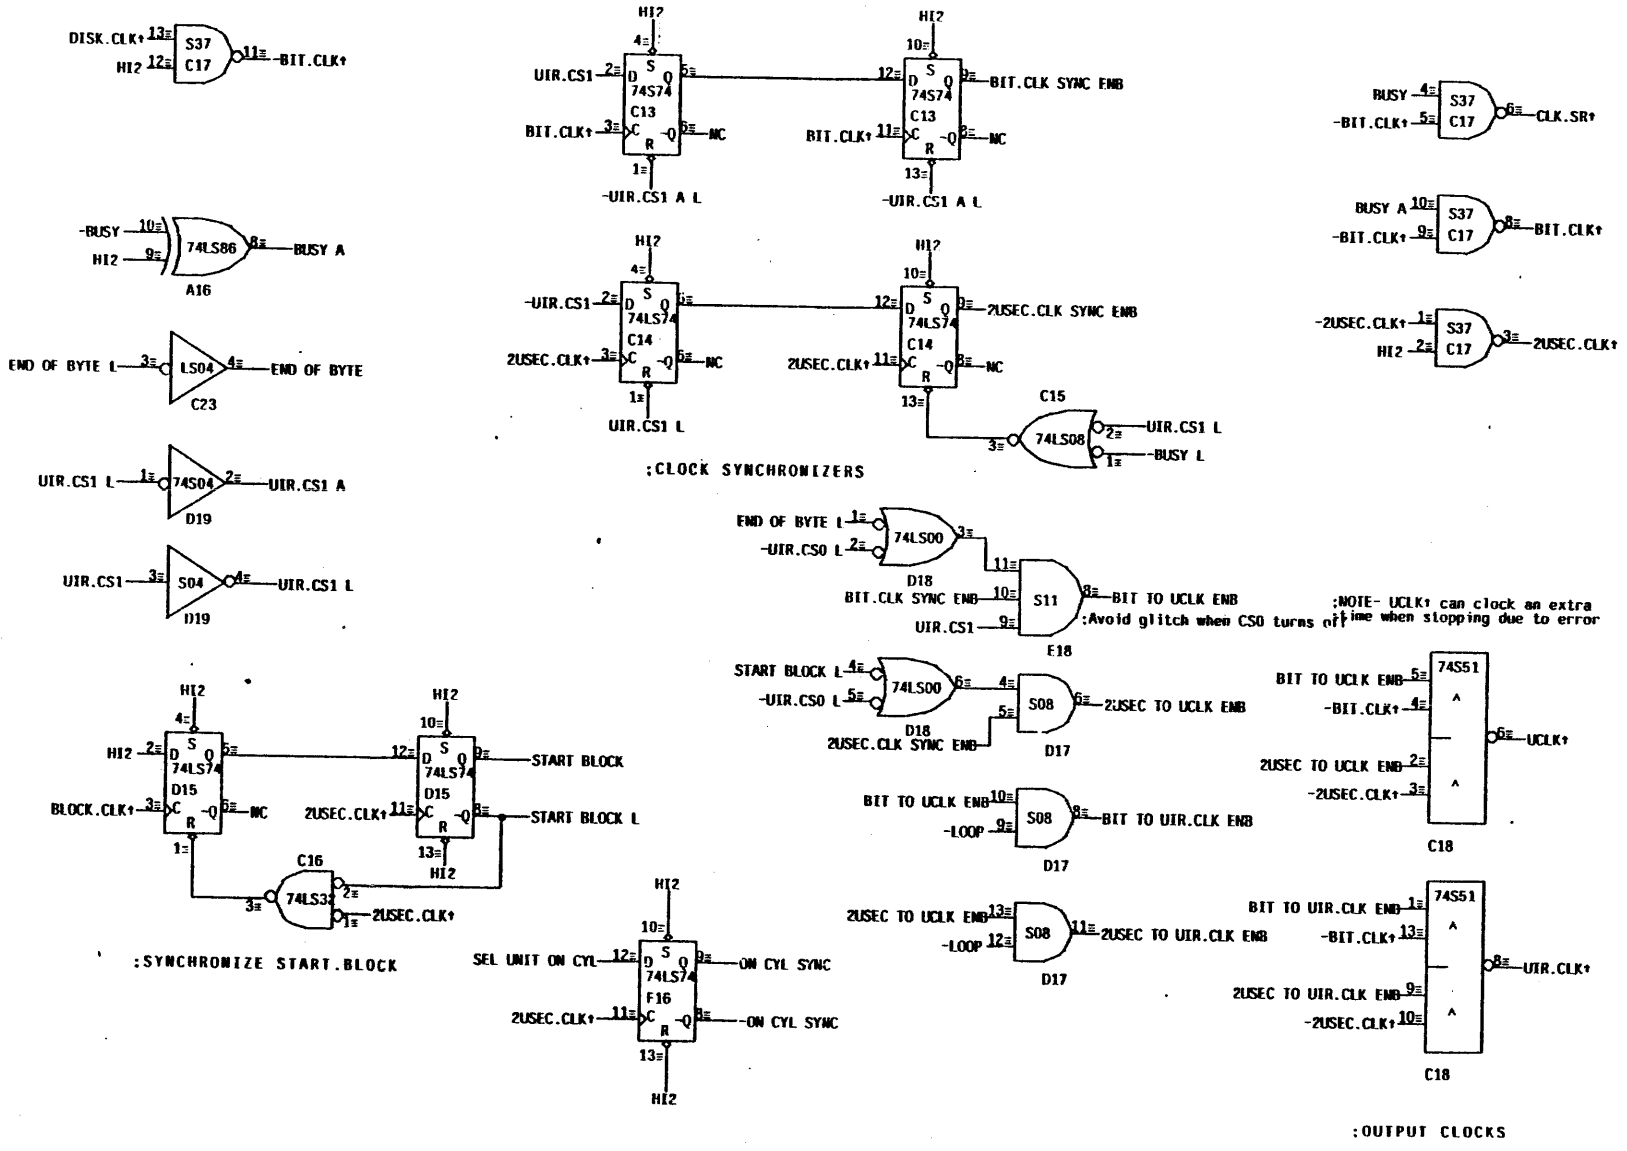 DISK.CLK↑ 13 S37 11 -BIT.CLK↑
HI2 12 C17
-BUSY 10 74LS86 8 BUSY A
HI2 9
A16
END OF BYTE L 3 LS04 4 END OF BYTE
C23
UIR.CS1 L 1 74S04 2 UIR.CS1 A
D19
UIR.CS1 3 S04 4 UIR.CS1 L
D19
HI2
4
UIR.CS1 2 D S Q 5
74S74
C13
BIT.CLK↑ 3 C -Q 6 NC
R
1
-UIR.CS1 A L
HI2
10
12 D S Q 9 BIT.CLK SYNC ENB
74S74
C13
BIT.CLK↑ 11 C -Q 8 NC
R
13
-UIR.CS1 A L
HI2
4
-UIR.CS1 2 D S Q 5
74LS74
C14
2USEC.CLK↑ 3 C -Q 6 NC
R
1
UIR.CS1 L
HI2
10
12 D S Q 9 2USEC.CLK SYNC ENB
74LS74
C14
2USEC.CLK↑ 11 C -Q 8 NC
R
13
C15
3 74LS08 2 UIR.CS1 L
1 -BUSY L
;CLOCK SYNCHRONIZERS
BUSY 4 S37 6 CLK.SR↑
-BIT.CLK↑ 5 C17
BUSY A 10 S37 8 BIT.CLK↑
-BIT.CLK↑ 9 C17
-2USEC.CLK↑ 1 S37 3 2USEC.CLK↑
HI2 2 C17
END OF BYTE L 1 74LS00 3
-UIR.CS0 L 2
D18
11
BIT.CLK SYNC ENB 10 S11 8 BIT TO UCLK ENB
UIR.CS1 9
;Avoid glitch when CS0 turns off
E18
START BLOCK L 4 74LS00 6
-UIR.CS0 L 5
D18
4 S08 6 2USEC TO UCLK ENB
5
2USEC.CLK SYNC ENB
D17
BIT TO UCLK ENB 10 S08 8 BIT TO UIR.CLK ENB
-LOOP 9
D17
2USEC TO UCLK ENB 13 S08 11 2USEC TO UIR.CLK ENB
-LOOP 12
D17
;NOTE- UCLK↑ can clock an extra
time when stopping due to error
74S51
BIT TO UCLK ENB 5
^
-BIT.CLK↑ 4
6 UCLK↑
2USEC TO UCLK ENB 2
^
-2USEC.CLK↑ 3
C18
74S51
BIT TO UIR.CLK ENB 1
^
-BIT.CLK↑ 13
8 UIR.CLK↑
2USEC TO UIR.CLK ENB 9
^
-2USEC.CLK↑ 10
C18
;OUTPUT CLOCKS
HI2
4
HI2 2 D S Q 5
74LS74
D15
BLOCK.CLK↑ 3 C -Q 6 NC
R
1
HI2
10
12 D S Q 9 START BLOCK
74LS74
D15
2USEC.CLK↑ 11 C -Q 8 START BLOCK L
R
13
HI2
C16
3 74LS32 2
1 2USEC.CLK↑
;SYNCHRONIZE START.BLOCK
HI2
10
SEL UNIT ON CYL 12 D S Q 9 ON CYL SYNC
74LS74
F16
2USEC.CLK↑ 11 C -Q 8 -ON CYL SYNC
R
13
HI2